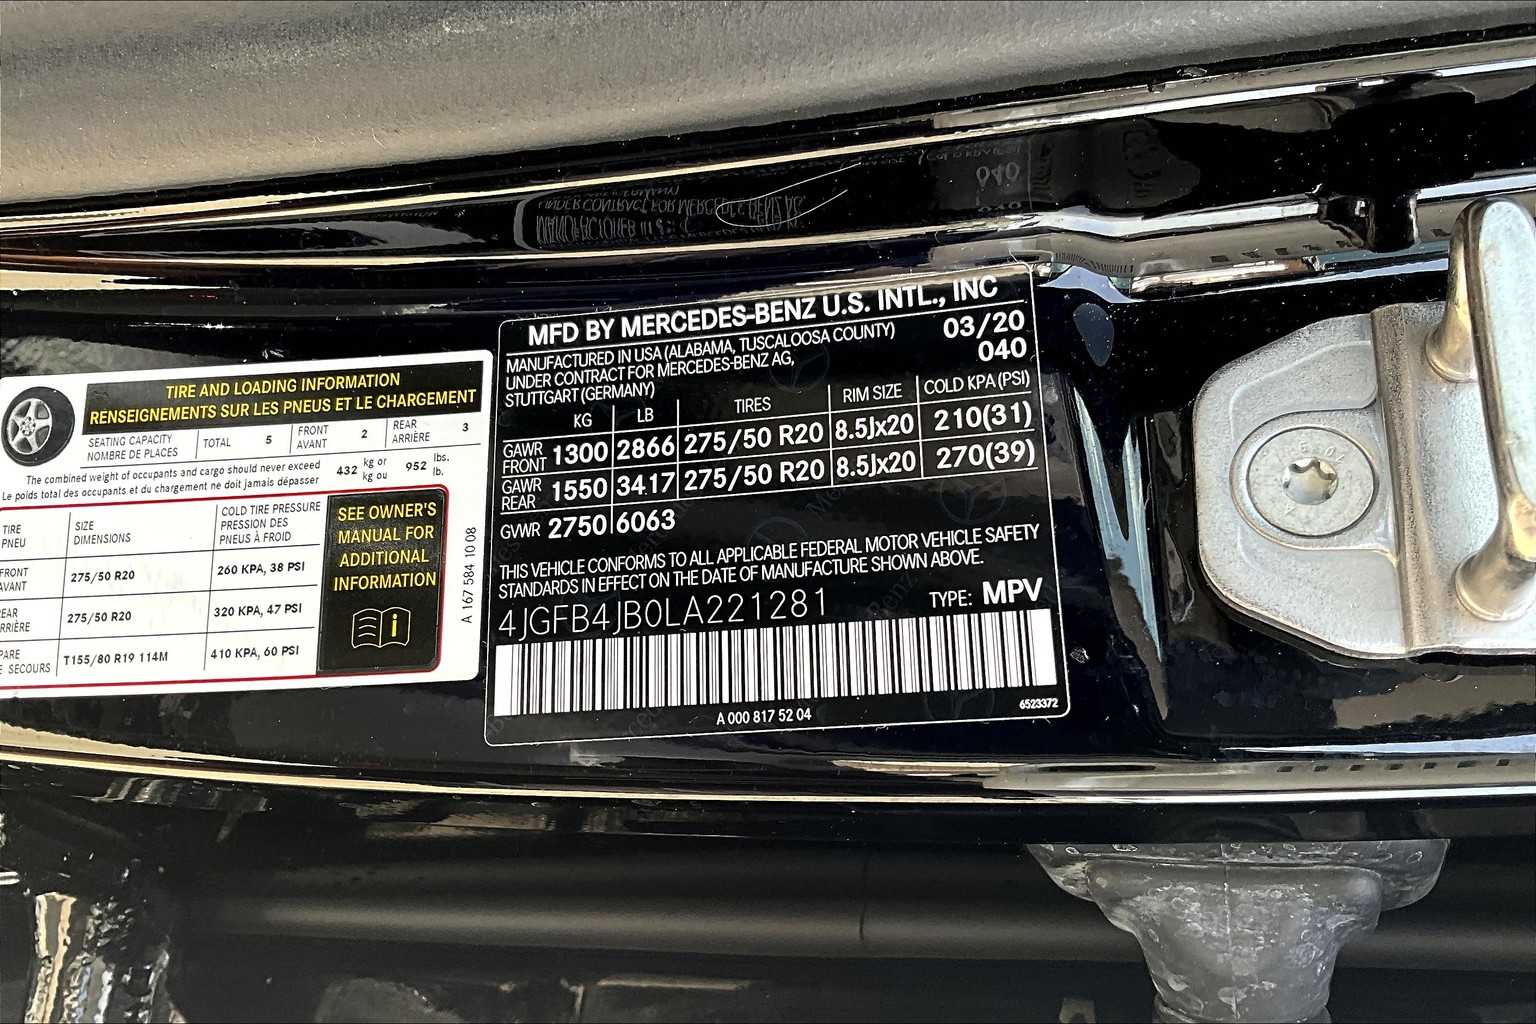 TIRE AND LOADING INFORMATION
RENSEIGNEMENTS SUR LES PNEUS ET LE CHARGEMENT
SEATING CAPACITY
NOMBRE DE PLACES
TOTAL 5
FRONT
AVANT 2
REAR
ARRIÈRE 3
The combined weight of occupants and cargo should never exceed
Le poids total des occupants et du chargement ne doit jamais dépasser
432 kg or
kg ou
952 lbs.
lb.
TIRE
PNEU
SIZE
DIMENSIONS
COLD TIRE PRESSURE
PRESSION DES
PNEUS À FROID
FRONT
AVANT
275/50 R20
260 KPA, 38 PSI
EAR
RRIÈRE
275/50 R20
320 KPA, 47 PSI
PARE
E SECOURS
T155/80 R19 114M
410 KPA, 60 PSI
SEE OWNER'S
MANUAL FOR
ADDITIONAL
INFORMATION
i
A 167 584 10 08
MFD BY MERCEDES-BENZ U.S. INTL., INC
MANUFACTURED IN USA (ALABAMA, TUSCALOOSA COUNTY)
UNDER CONTRACT FOR MERCEDES-BENZ AG,
STUTTGART (GERMANY)
03/20
040
KG LB TIRES RIM SIZE COLD KPA (PSI)
GAWR
FRONT 1300 2866 275/50 R20 8.5Jx20 210(31)
GAWR
REAR 1550 3417 275/50 R20 8.5Jx20 270(39)
GVWR 2750 6063
THIS VEHICLE CONFORMS TO ALL APPLICABLE FEDERAL MOTOR VEHICLE SAFETY
STANDARDS IN EFFECT ON THE DATE OF MANUFACTURE SHOWN ABOVE.
4JGFB4JB0LA221281 TYPE: MPV
A 000 817 52 04
6523372